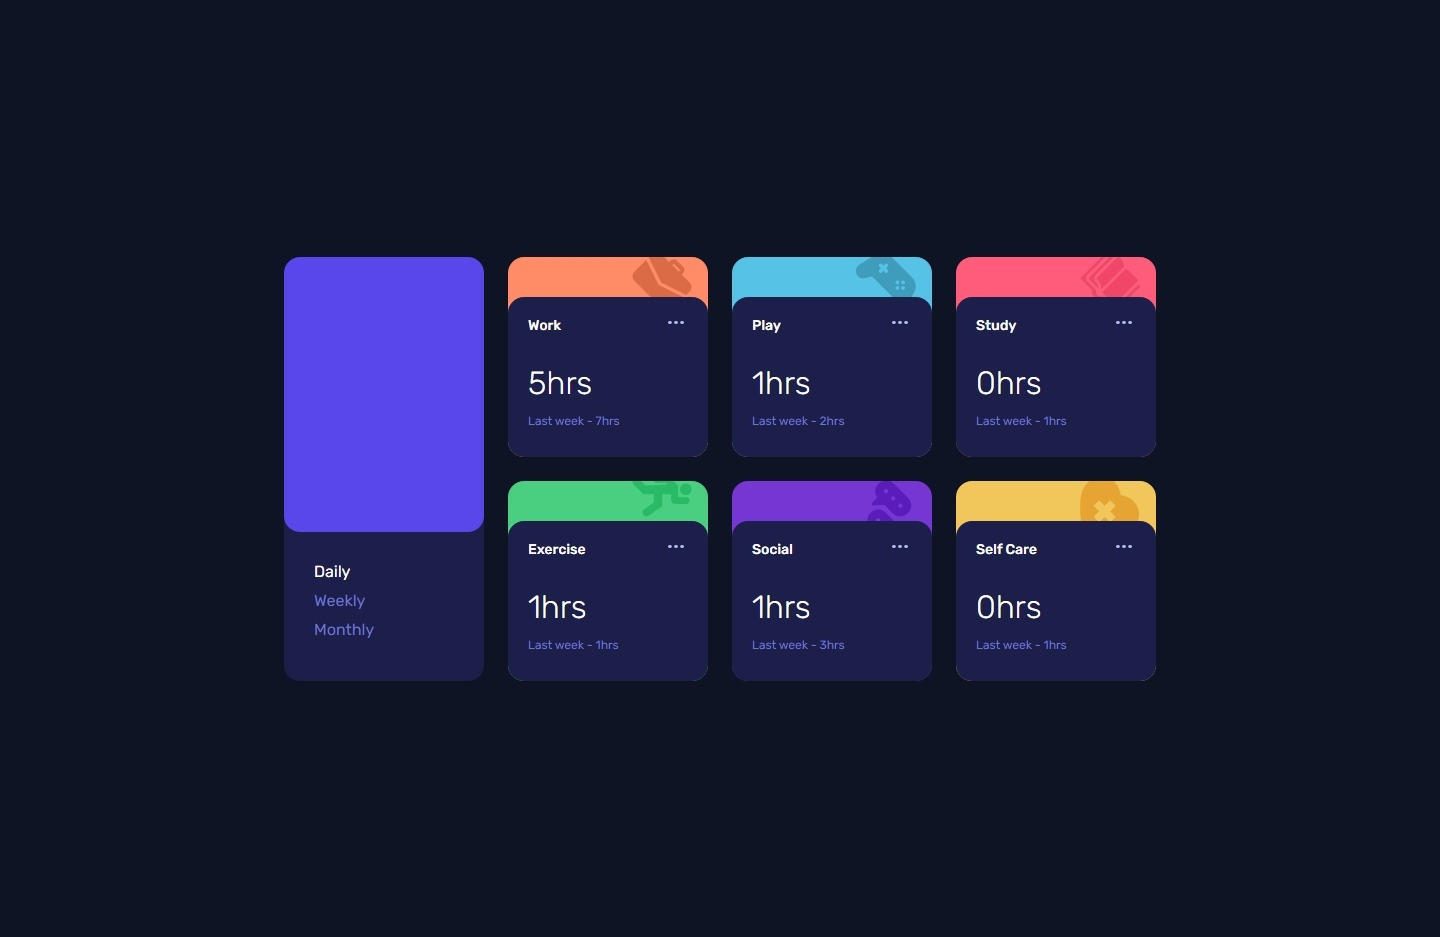 Daily
Weekly
Monthly
Work
5hrs
Last week - 7hrs
Play
1hrs
Last week - 2hrs
Study
0hrs
Last week - 1hrs
Exercise
1hrs
Last week - 1hrs
Social
1hrs
Last week - 3hrs
Self Care
0hrs
Last week - 1hrs